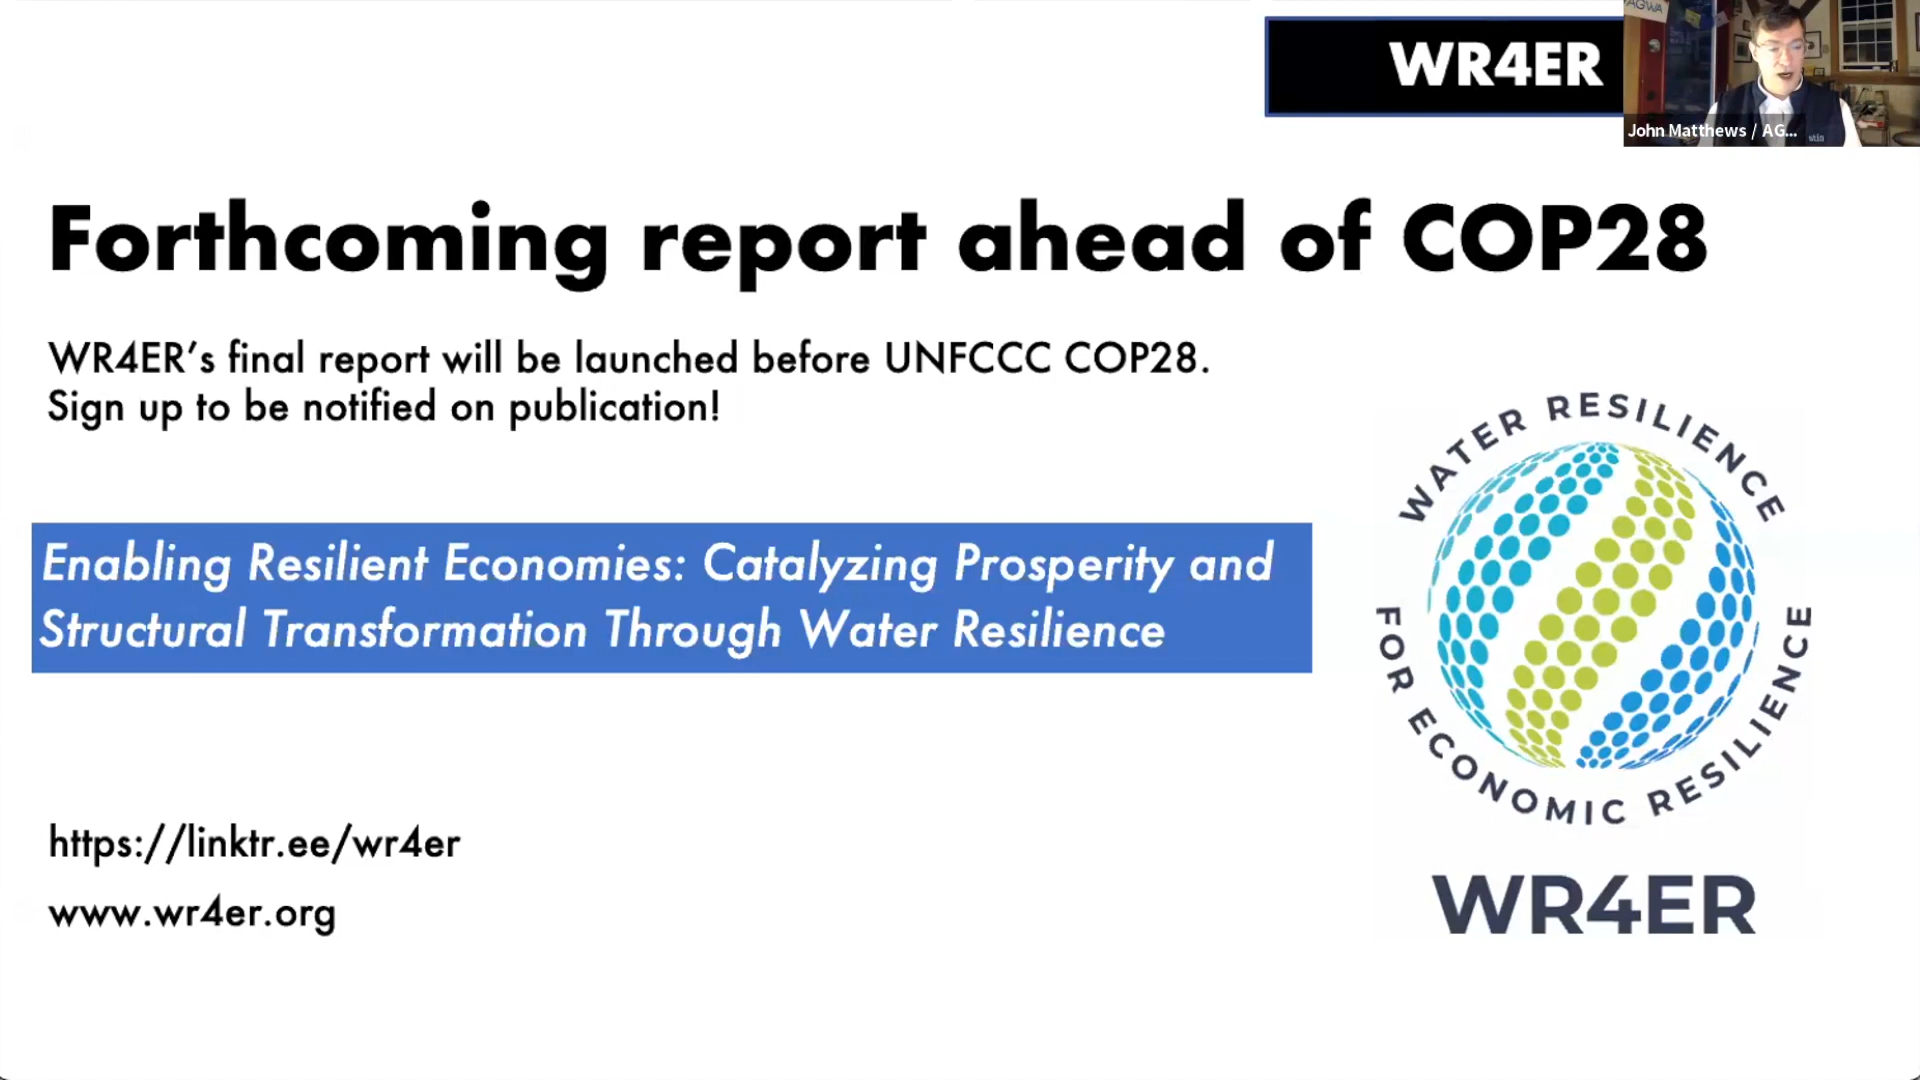 WR4ER
AGWA
John Matthews / AG...
Forthcoming report ahead of COP28
WR4ER’s final report will be launched before UNFCCC COP28.
Sign up to be notified on publication!
Enabling Resilient Economies: Catalyzing Prosperity and
Structural Transformation Through Water Resilience
WATER RESILIENCE
FOR ECONOMIC RESILIENCE
WR4ER
https://linktr.ee/wr4er
www.wr4er.org